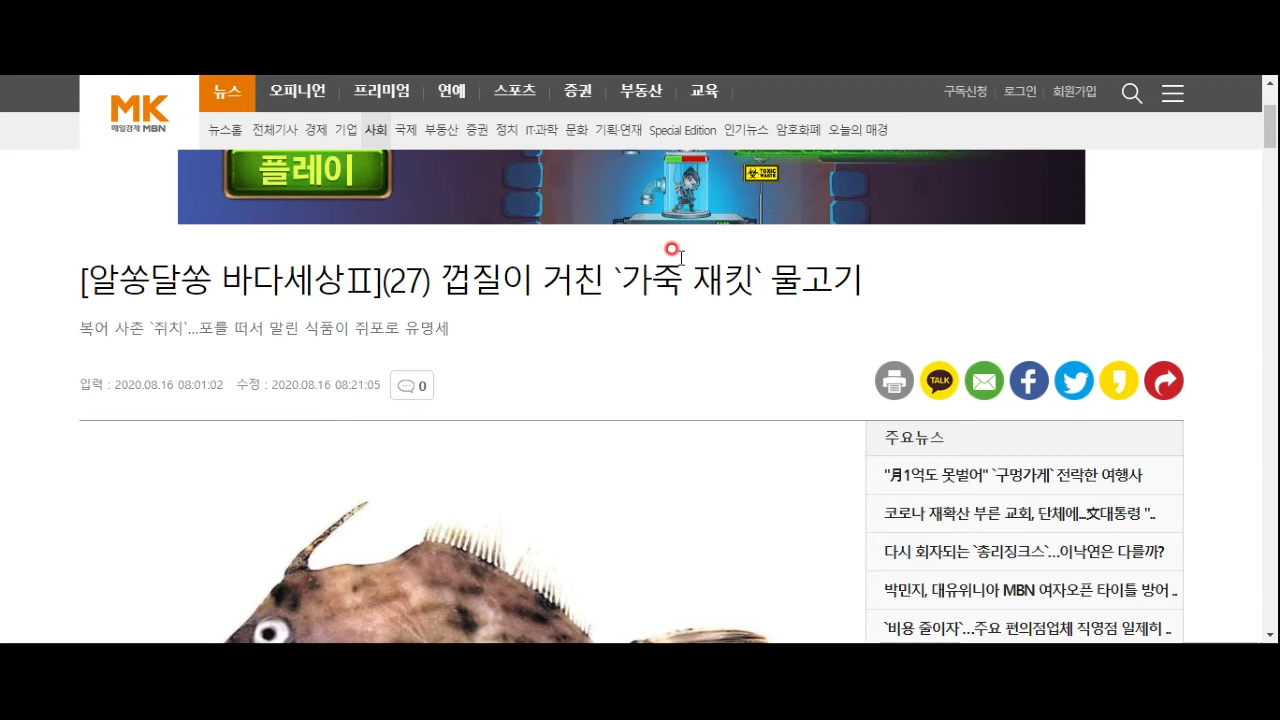 MK
매일경제 MBN
뉴스 오피니언 프리미엄 연예 스포츠 증권 부동산 교육
구독신청 로그인 회원가입
뉴스홈 전체기사 경제 기업 사회 국제 부동산 증권 정치 IT·과학 문화 기획·연재 Special Edition 인기뉴스 암호화폐 오늘의 매경
플레이
TOXIC WASTE
[알쏭달쏭 바다세상Ⅱ](27) 껍질이 거친 `가죽 재킷` 물고기
복어 사촌 `쥐치`…포를 떠서 말린 식품이 쥐포로 유명세
입력 : 2020.08.16 08:01:02 수정 : 2020.08.16 08:21:05 0
TALK
주요뉴스
"月1억도 못벌어" `구멍가게` 전락한 여행사
코로나 재확산 부른 교회, 단체에…文대통령 "..
다시 회자되는 `총리징크스`…이낙연은 다를까?
박민지, 대유위니아 MBN 여자오픈 타이틀 방어 ..
`비용 줄이자`…주요 편의점업체 직영점 일제히 ..